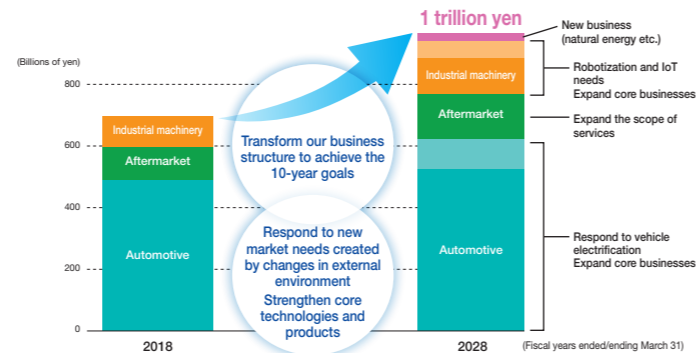 1 trillion yen
New business
(natural energy etc.)
(Billions of yen)
800
600
400
200
0
Industrial machinery
Aftermarket
Automotive
2018
Transform our business
structure to achieve the
10-year goals
Respond to new
market needs created
by changes in external
environment
Strengthen core
technologies and
products
Industrial machinery
Aftermarket
Automotive
2028
Robotization and IoT
needs
Expand core businesses
Expand the scope of
services
Respond to vehicle
electrification
Expand core businesses
(Fiscal years ended/ending March 31)